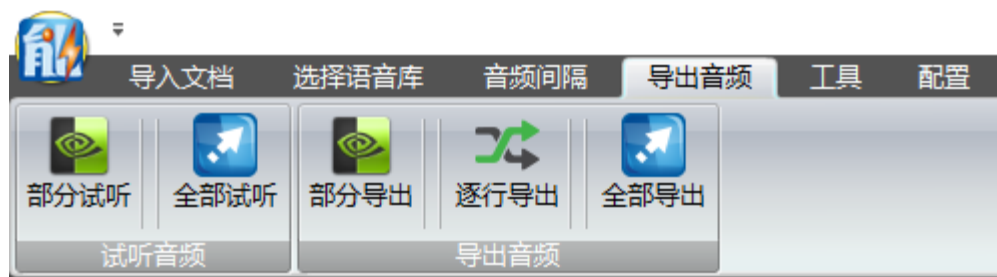 导入文档 选择语音库 音频间隔 导出音频 工具 配置
部分试听 全部试听 部分导出 逐行导出 全部导出
试听音频 导出音频